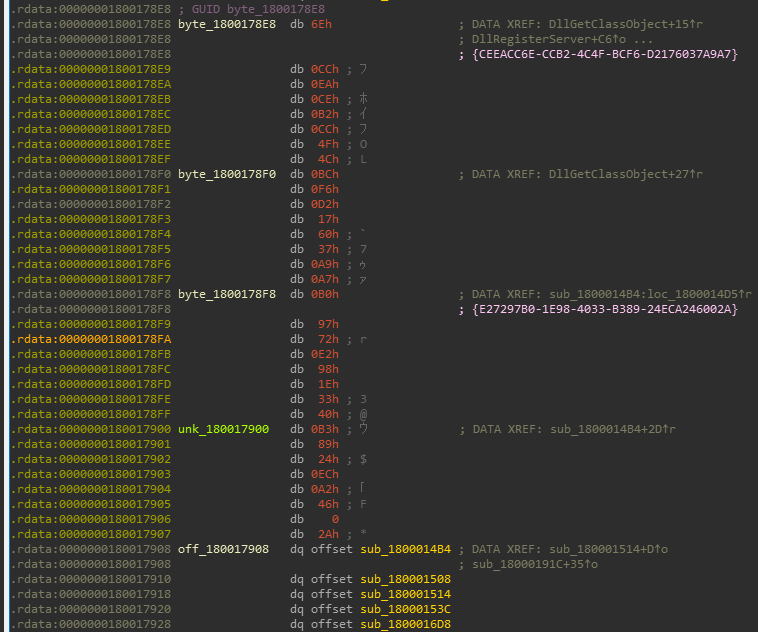 .rdata:00000001800178E8 ; GUID byte_1800178E8
.rdata:00000001800178E8 byte_1800178E8 db 6Eh ; DATA XREF: DllGetClassObject+15↑r
.rdata:00000001800178E8 ; DllRegisterServer+C6↑o ...
.rdata:00000001800178E8 ; {CEEACC6E-CCB2-4C4F-BCF6-D2176037A9A7}
.rdata:00000001800178E9 db 0CCh ; フ
.rdata:00000001800178EA db 0EAh
.rdata:00000001800178EB db 0CEh ; ホ
.rdata:00000001800178EC db 0B2h ; イ
.rdata:00000001800178ED db 0CCh ; フ
.rdata:00000001800178EE db 4Fh ; O
.rdata:00000001800178EF db 4Ch ; L
.rdata:00000001800178F0 byte_1800178F0 db 0BCh ; DATA XREF: DllGetClassObject+27↑r
.rdata:00000001800178F1 db 0F6h
.rdata:00000001800178F2 db 0D2h
.rdata:00000001800178F3 db 17h
.rdata:00000001800178F4 db 60h ; `
.rdata:00000001800178F5 db 37h ; 7
.rdata:00000001800178F6 db 0A9h ; ゥ
.rdata:00000001800178F7 db 0A7h ; ァ
.rdata:00000001800178F8 byte_1800178F8 db 0B0h ; DATA XREF: sub_1800014B4:loc_1800014D5↑r
.rdata:00000001800178F8 ; {E27297B0-1E98-4033-B389-24ECA246002A}
.rdata:00000001800178F9 db 97h
.rdata:00000001800178FA db 72h ; r
.rdata:00000001800178FB db 0E2h
.rdata:00000001800178FC db 98h
.rdata:00000001800178FD db 1Eh
.rdata:00000001800178FE db 33h ; 3
.rdata:00000001800178FF db 40h ; @
.rdata:0000000180017900 unk_180017900 db 0B3h ; ウ ; DATA XREF: sub_1800014B4+2D↑r
.rdata:0000000180017901 db 89h
.rdata:0000000180017902 db 24h ; $
.rdata:0000000180017903 db 0ECh
.rdata:0000000180017904 db 0A2h ; ｢
.rdata:0000000180017905 db 46h ; F
.rdata:0000000180017906 db 0
.rdata:0000000180017907 db 2Ah ; *
.rdata:0000000180017908 off_180017908 dq offset sub_1800014B4 ; DATA XREF: sub_180001514+D↑o
.rdata:0000000180017908 ; sub_18000191C+35↑o
.rdata:0000000180017910 dq offset sub_180001508
.rdata:0000000180017918 dq offset sub_180001514
.rdata:0000000180017920 dq offset sub_18000153C
.rdata:0000000180017928 dq offset sub_1800016D8